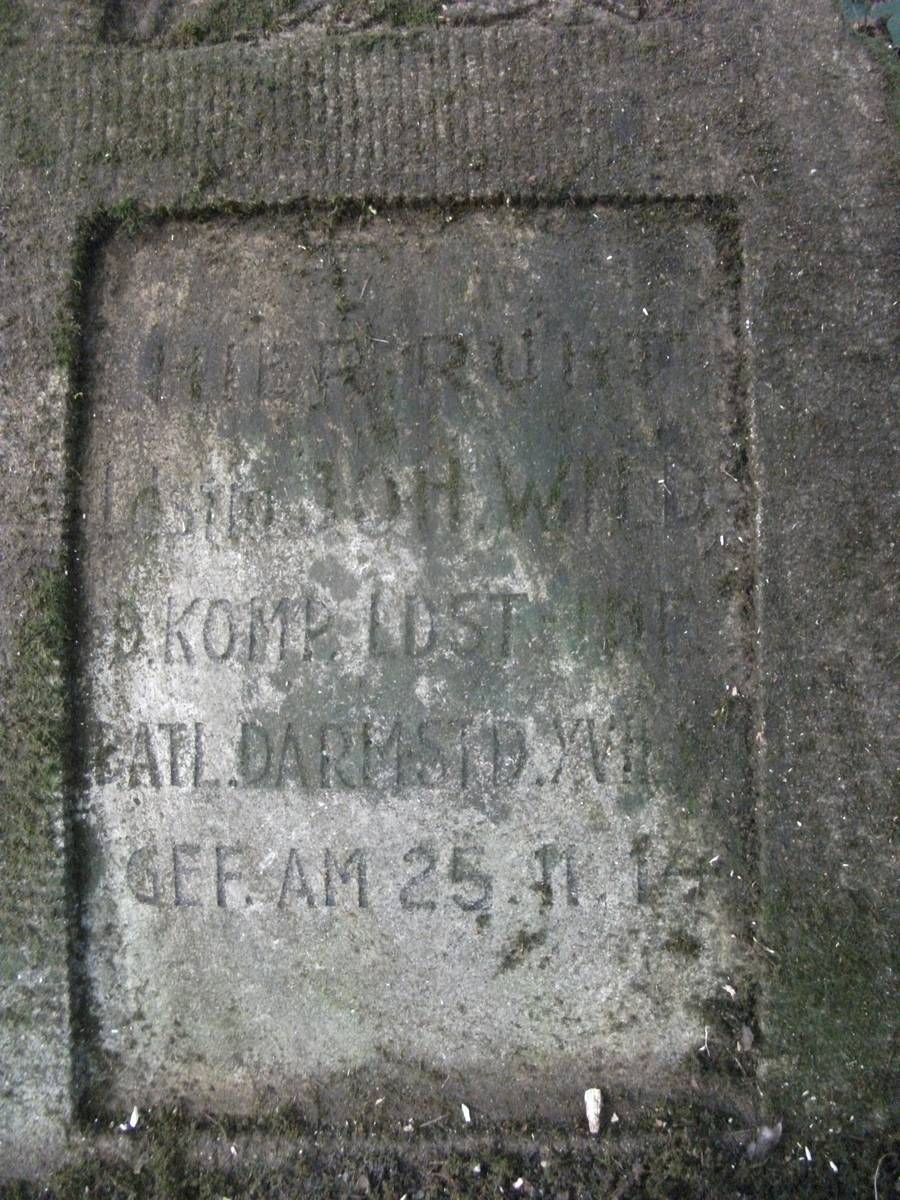 HIER RUHT
Ldstm. JOH. WILD
9. KOMP. LDST. INF.
BATL. DARMSTD. XVIII
GEF. AM 25.11.14